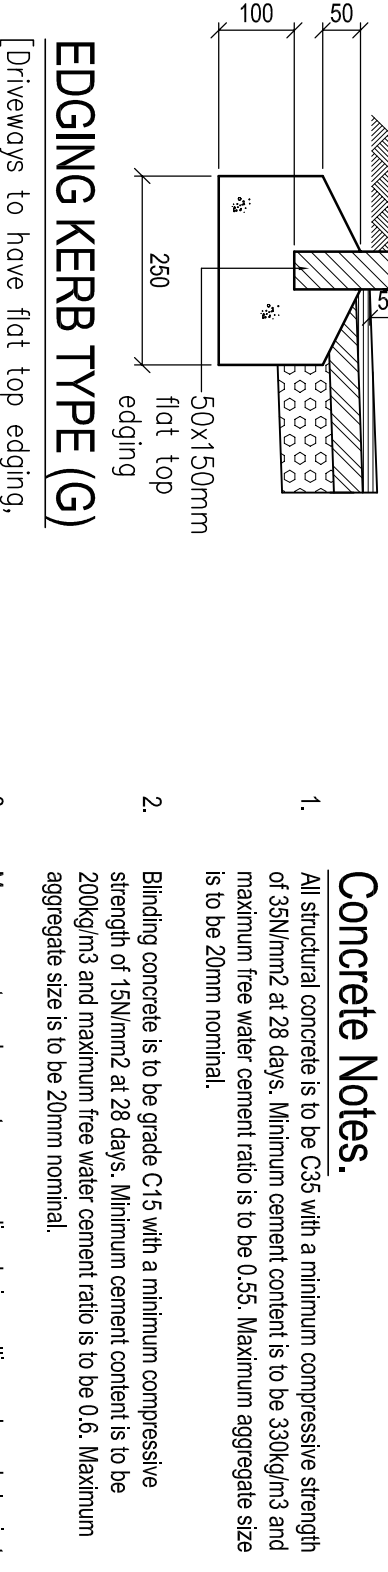 100
50
5
250
50x150mm
flat top
edging
EDGING KERB TYPE (G)
[Driveways to have flat top edging,
Concrete Notes.
1. All structural concrete is to be C35 with a minimum compressive strength
of 35N/mm2 at 28 days. Minimum cement content is to be 330kg/m3 and
maximum free water cement ratio is to be 0.55. Maximum aggregate size
is to be 20mm nominal.
2. Blinding concrete is to be grade C15 with a minimum compressive
strength of 15N/mm2 at 28 days. Minimum cement content is to be
200kg/m3 and maximum free water cement ratio is to be 0.6. Maximum
aggregate size is to be 20mm nominal.